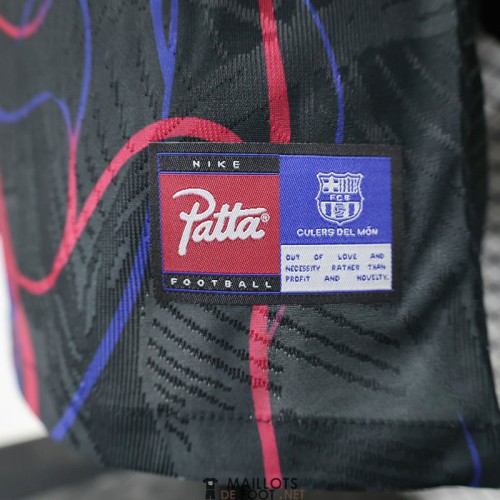 NIKE
Patta®
FOOTBALL
FCB
CULERS DEL MÓN
OUT OF LOVE AND
NECESSITY RATHER THAN
PROFIT AND NOVELTY.
MAILLOTS
DEFOOT.NET